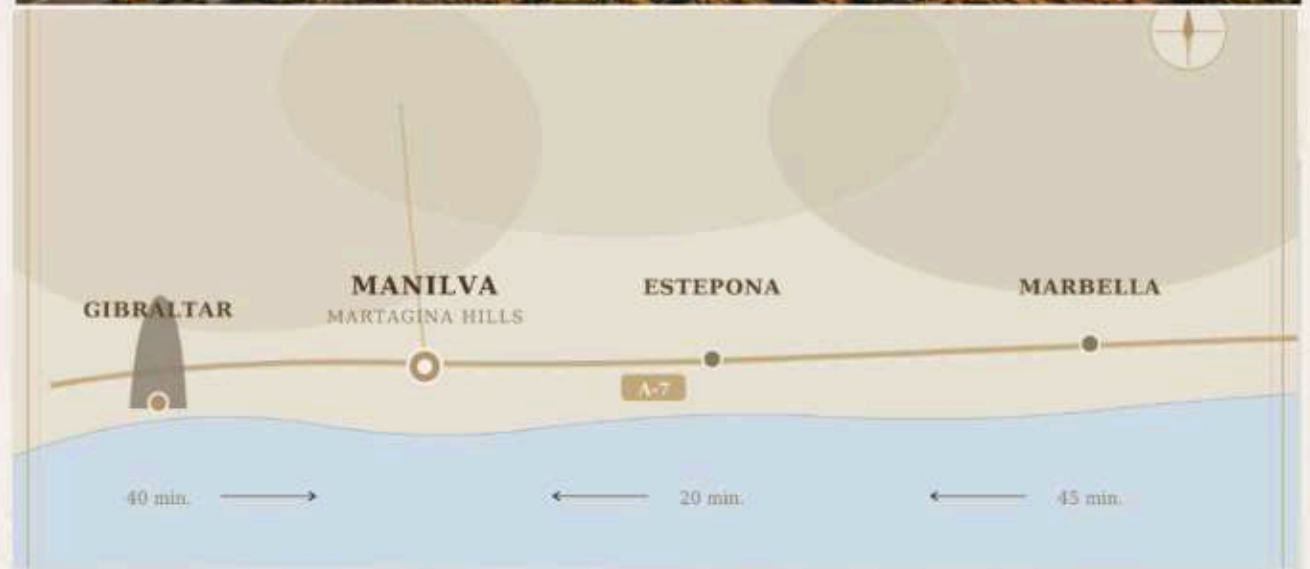 MANILVA
ESTEPONA
MARBELLA
GIBRALTAR
MARTAGINA HILLS
A-7
40 min.
20 min.
45 min.